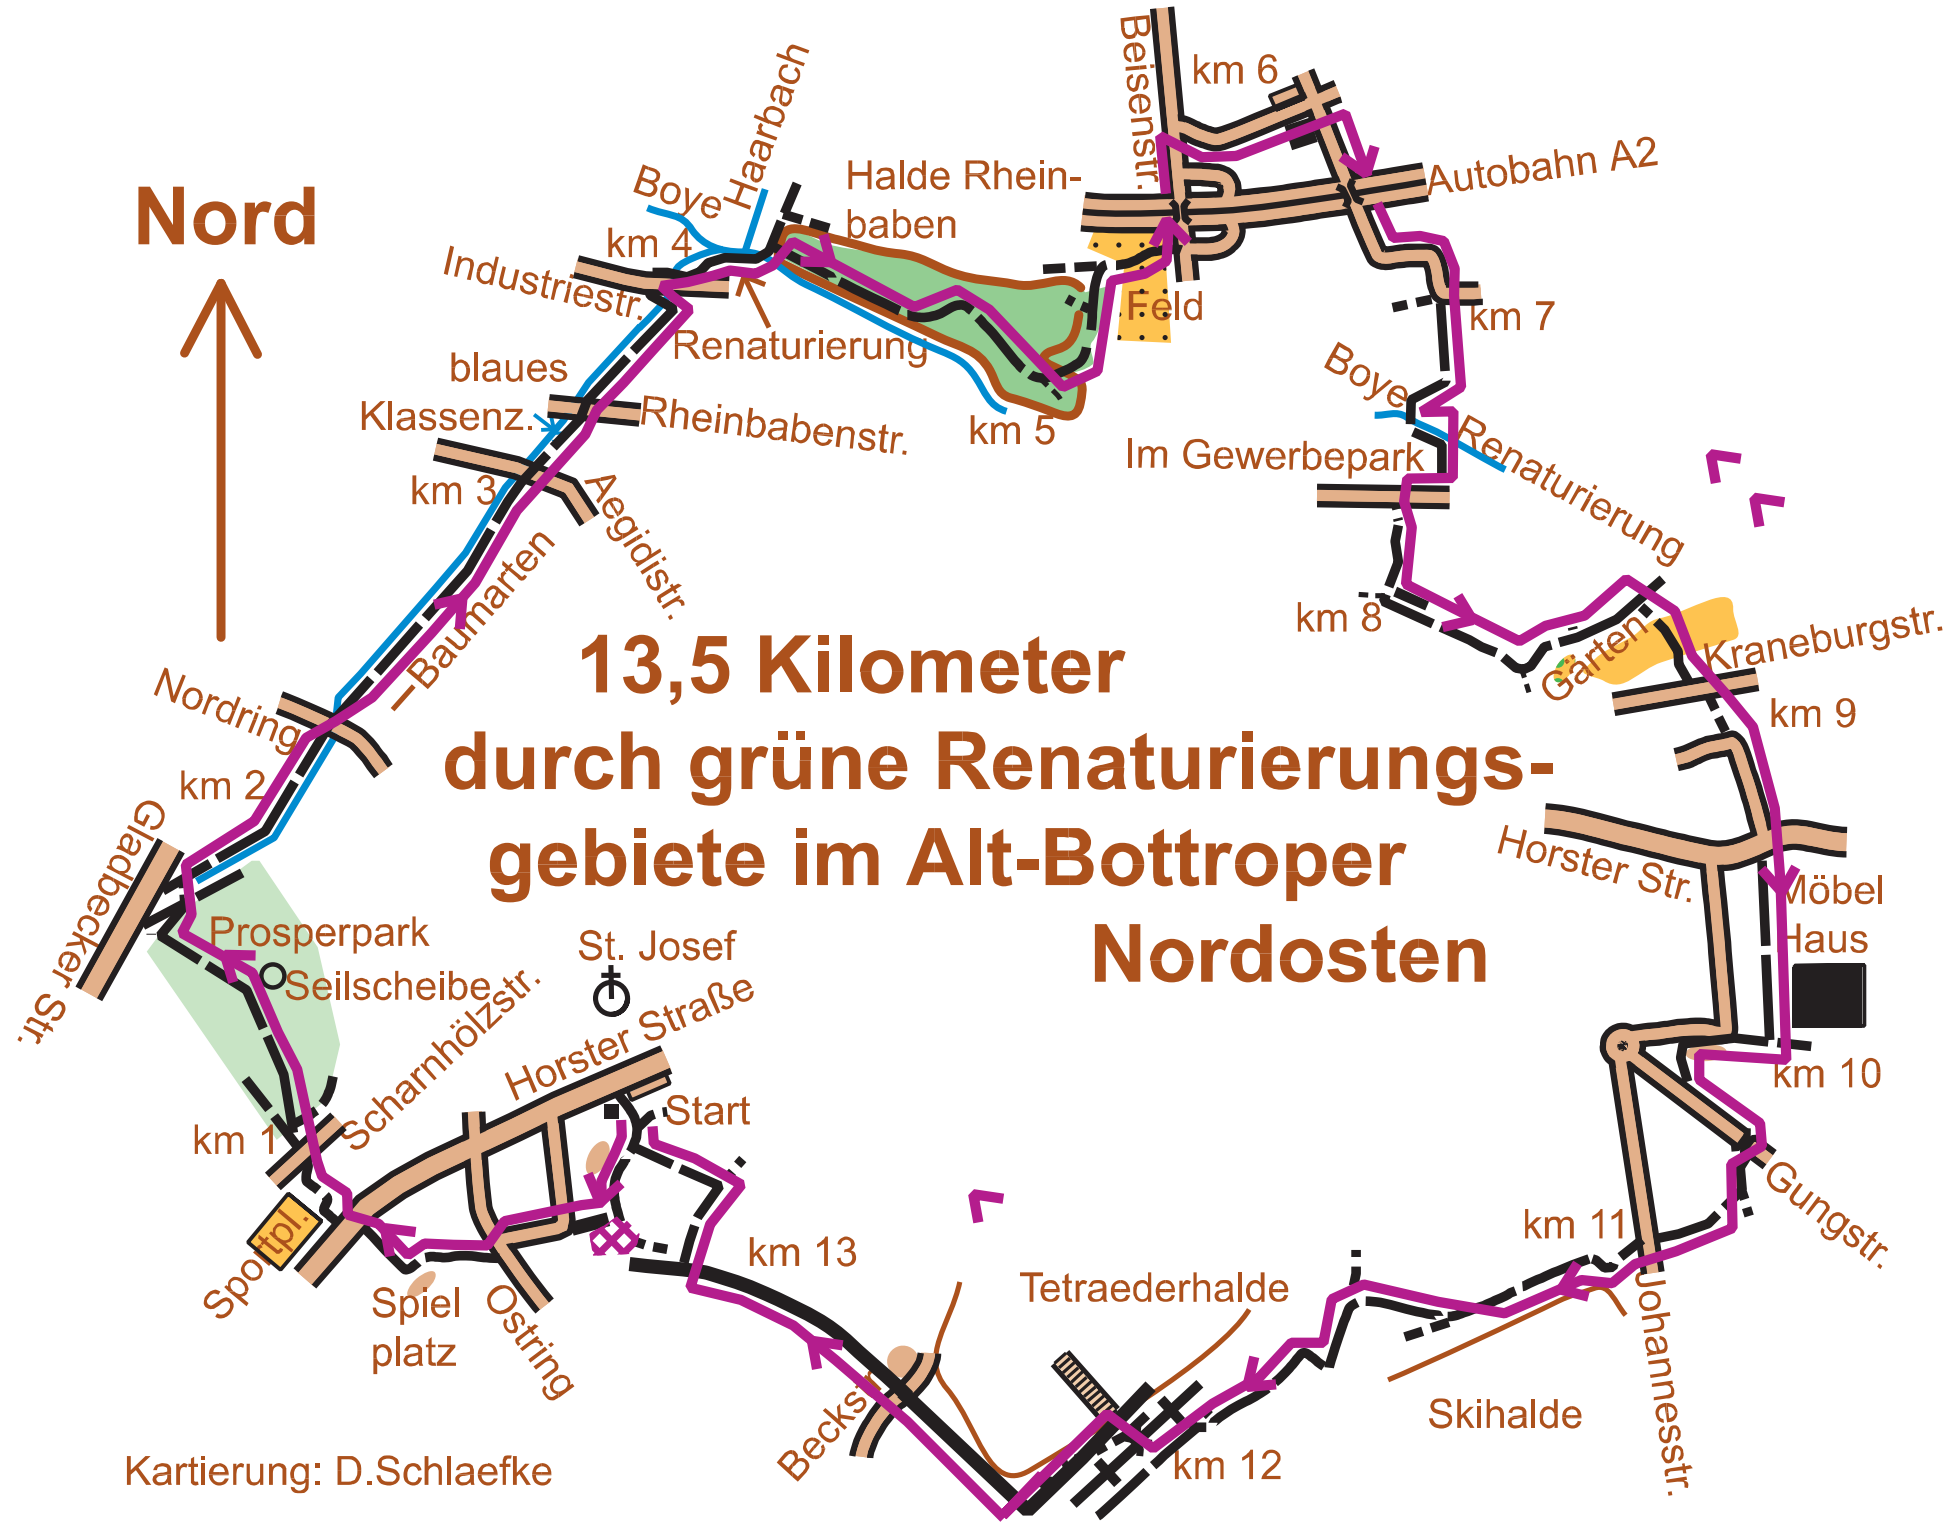 Nord
Haarbach
Boye
km 4
Industriestr.
Halde Rhein-
baben
Beisenstr.
km 6
Autobahn A2
Feld
km 7
Renaturierung
blaues
Klassenz.
Rheinbabenstr.
km 5
km 3
Aegidistr.
Baumarten
Boye
Renaturierung
Im Gewerbepark
km 8
Gärten
Kraneburgstr.
km 9
Nordring
km 2
Gladbecker Str.
13,5 Kilometer
durch grüne Renaturierungs-
gebiete im Alt-Bottroper
Nordosten
Horster Str.
Möbel
Haus
km 10
Prosperpark
Seilscheibe
Scharnhölzstr.
St. Josef
Horster Straße
Start
km 1
Sportpl.
Spiel
platz
Ostring
km 13
Beckstr.
Tetraederhalde
km 12
km 11
Gungstr.
Johannesstr.
Skihalde
Kartierung: D.Schlaefke